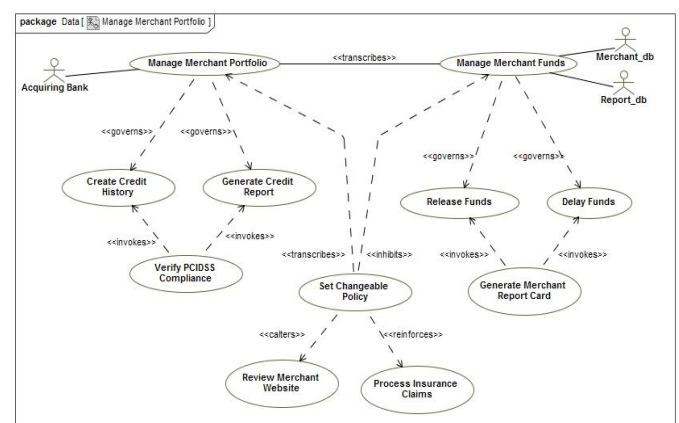 package Data [ Manage Merchant Portfolio ]
Merchant_db
Manage Merchant Portfolio
<<transcribes>>
Manage Merchant Funds
Acquiring Bank
Report_db
<<governs>>
<<governs>>
<<governs>>
<<governs>>
Create Credit
History
Generate Credit
Report
Release Funds
Delay Funds
<<invokes>>
<<invokes>>
<<transcribes>>
<<inhibits>>
<<invokes>>
<<invokes>>
Verify PCIDSS
Compliance
Set Changeable
Policy
Generate Merchant
Report Card
<<calters>>
<<reinforces>>
Review Merchant
Website
Process Insurance
Claims